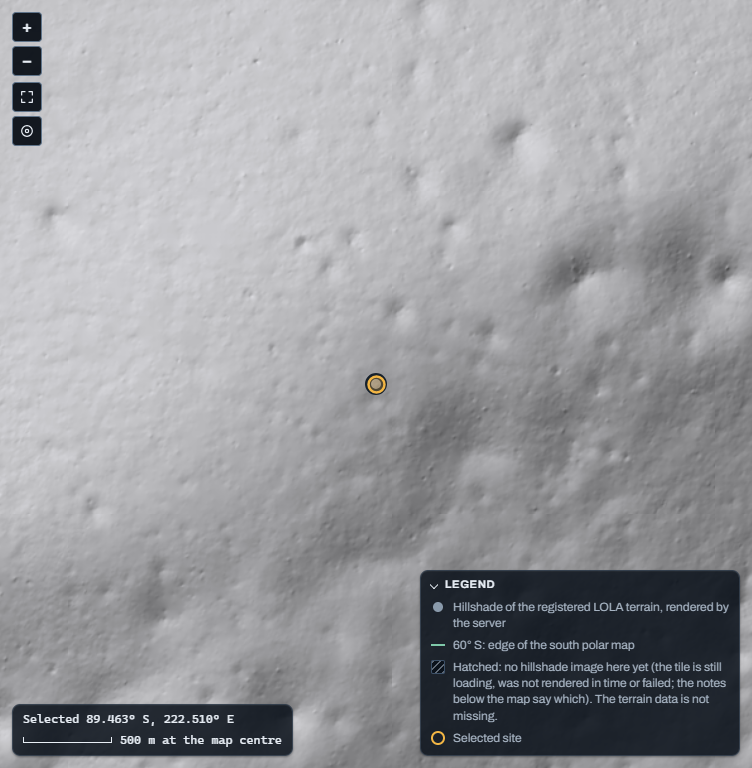 +
−
LEGEND
Hillshade of the registered LOLA terrain, rendered by
the server
60° S: edge of the south polar map
Hatched: no hillshade image here yet (the tile is still
loading, was not rendered in time or failed; the notes
below the map say which). The terrain data is not
missing.
Selected site
Selected 89.463° S, 222.510° E
500 m at the map centre